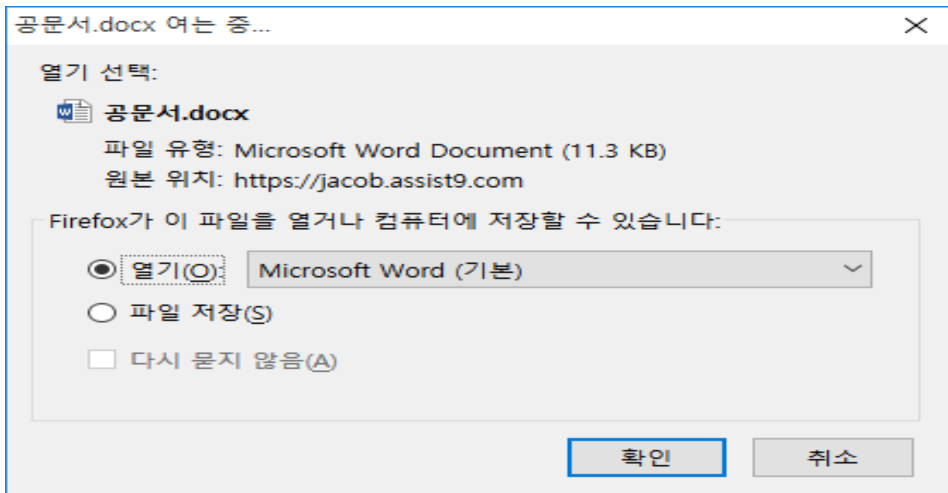 공문서.docx 여는 중...
열기 선택:
공문서.docx
파일 유형: Microsoft Word Document (11.3 KB)
원본 위치: https://jacob.assist9.com
Firefox가 이 파일을 열거나 컴퓨터에 저장할 수 있습니다:
열기(O): Microsoft Word (기본)
파일 저장(S)
다시 묻지 않음(A)
확인 취소